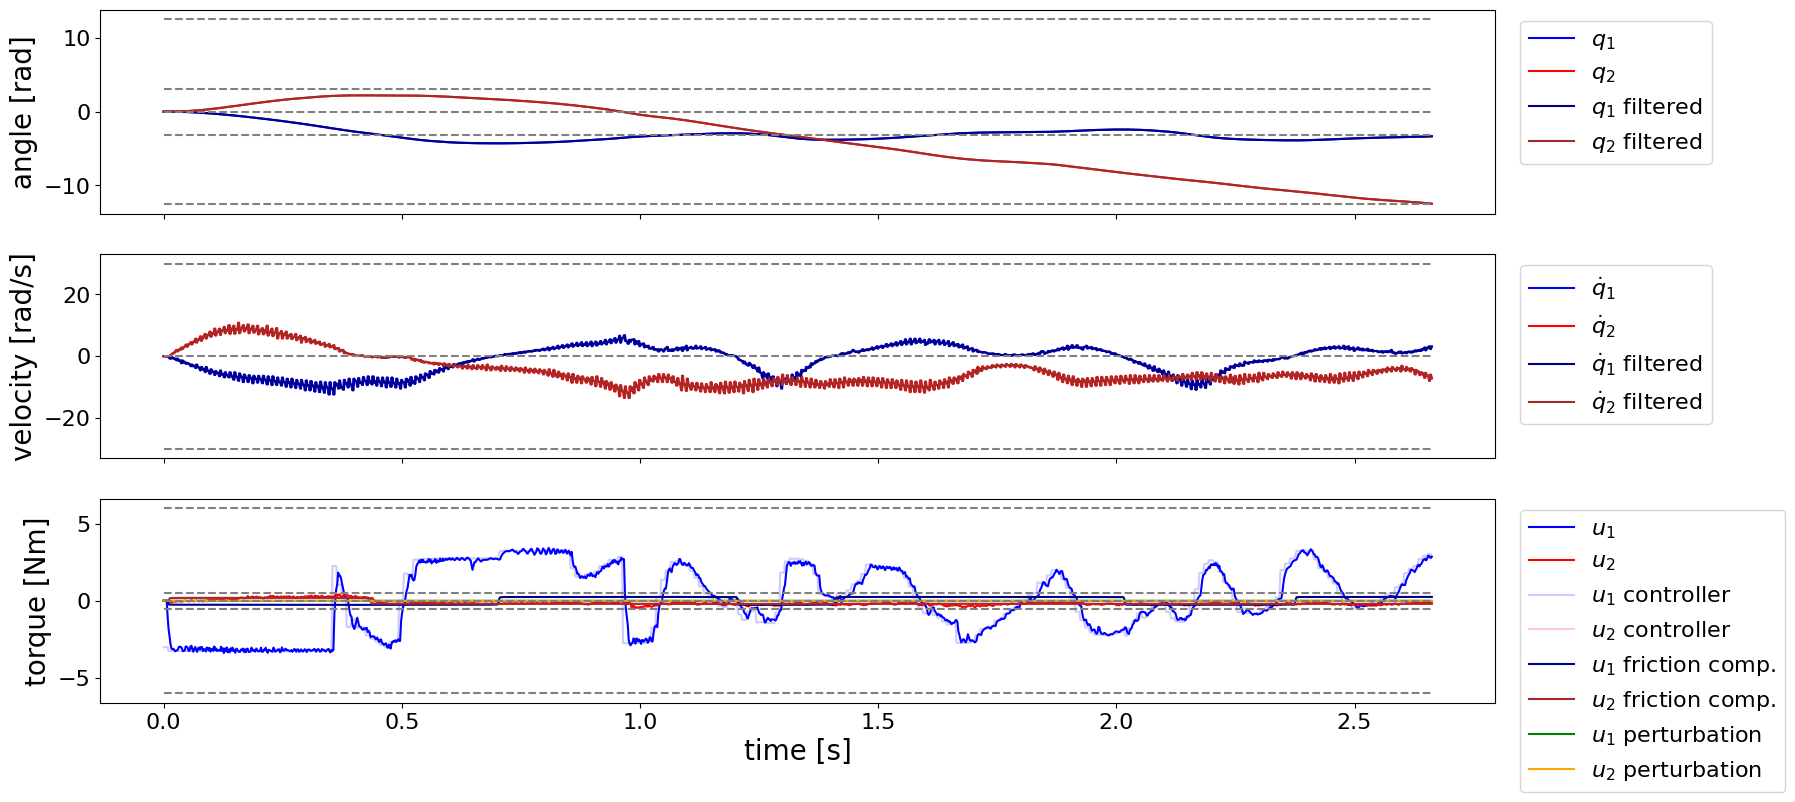 angle [rad]
10
0
−10
q₁
q₂
q₁ filtered
q₂ filtered
velocity [rad/s]
20
0
−20
q̇₁
q̇₂
q̇₁ filtered
q̇₂ filtered
torque [Nm]
5
0
−5
0.0 0.5 1.0 1.5 2.0 2.5
time [s]
u₁
u₂
u₁ controller
u₂ controller
u₁ friction comp.
u₂ friction comp.
u₁ perturbation
u₂ perturbation